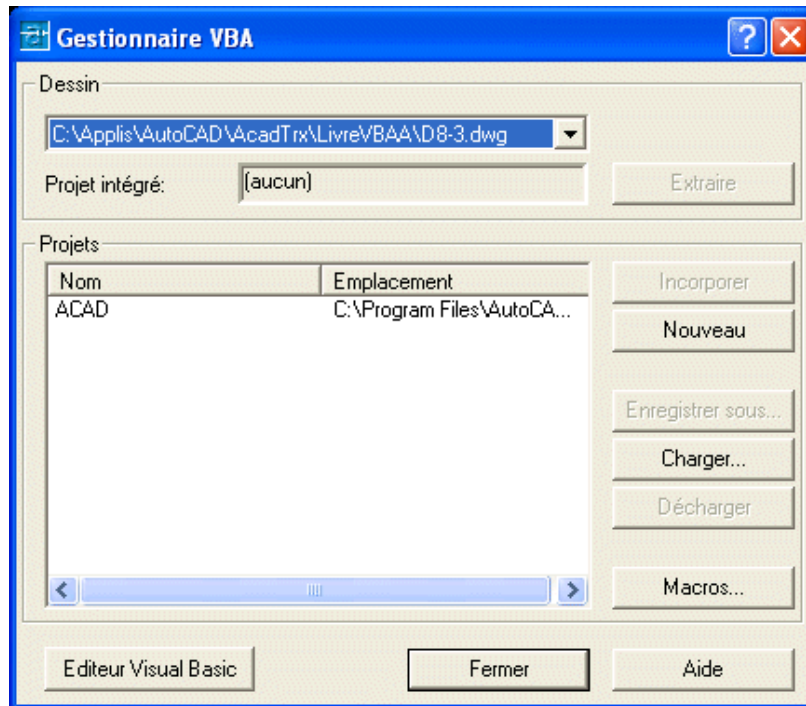 Gestionnaire VBA
Dessin
C:\Applis\AutoCAD\AcadTrx\LivreVBAA\D8-3.dwg
Projet intégré: (aucun) Extraire
Projets
Nom Emplacement Incorporer
ACAD C:\Program Files\AutoCA...
Nouveau
Enregistrer sous...
Charger...
Décharger
Macros...
Editeur Visual Basic Fermer Aide